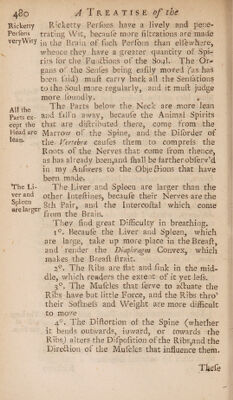 480 A TREATISE of the
Ricketty Persons very Witty
Ricketty Persons have a lively and pene-
trating Wit, because more filtrations are made
in the Brain of such Persons than elsewhere,
whence they have a greater quantity of Spi-
rits for the Functions of the Soul. The Or-
gans of the Senses being easily moved (as has
been said) must carry back all the Sensations
to the Soul more regularly, and it must judge
more soundly.
All the Parts except the Head are lean.
The Parts below the Neck are more lean
and fall'n away, because the Animal Spirits
that are distributed there, come from the
Marrow of the Spine, and the Disorder of
the Vertebræ causes them to compress the
Roots of the Nerves that come from thence,
as has already been, and shall be farther observ'd
in my Answers to the Objections that have
been made.
The Liver and Spleen are larger
The Liver and Spleen are larger than the
other Intestines, because their Nerves are the
8th Pair, and the Intercostal which come
from the Brain.
They find great Difficulty in breathing.
1°. Because the Liver and Spleen, which
are large, take up more place in the Breast,
and render the Diaphragm Convex, which
makes the Breast strait.
2°. The Ribs are flat and sink in the mid-
dle, which renders the extent of it yet less.
3°. The Muscles that serve to actuate the
Ribs have but little Force, and the Ribs thro'
their Softness and Weight are more difficult
to move
4°. The Distortion of the Spine (whether
it bends outwards, inward, or towards the
Ribs) alters the Disposition of the Ribs, and the
Direction of the Muscles that influence them.
These